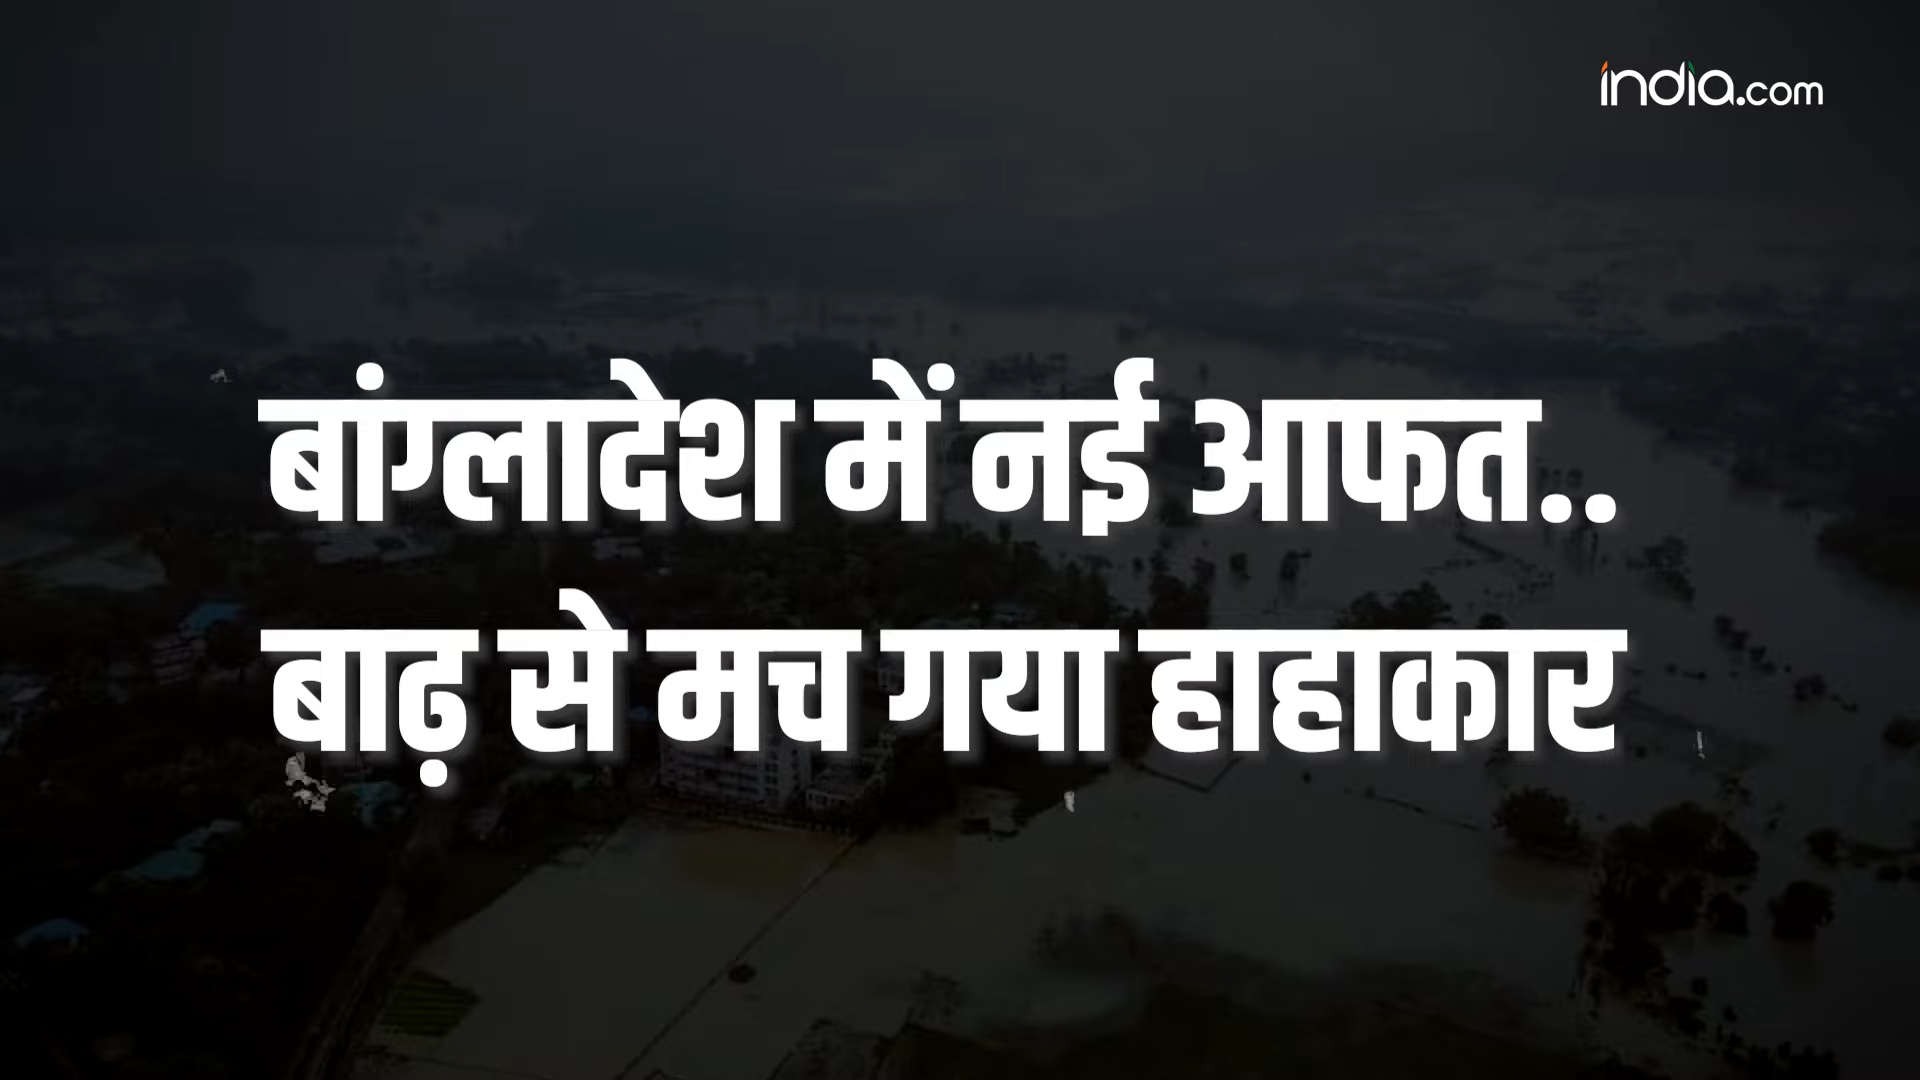 india.com
बांग्लादेश में नई आफत..
बाढ़ से मच गया हाहाकार